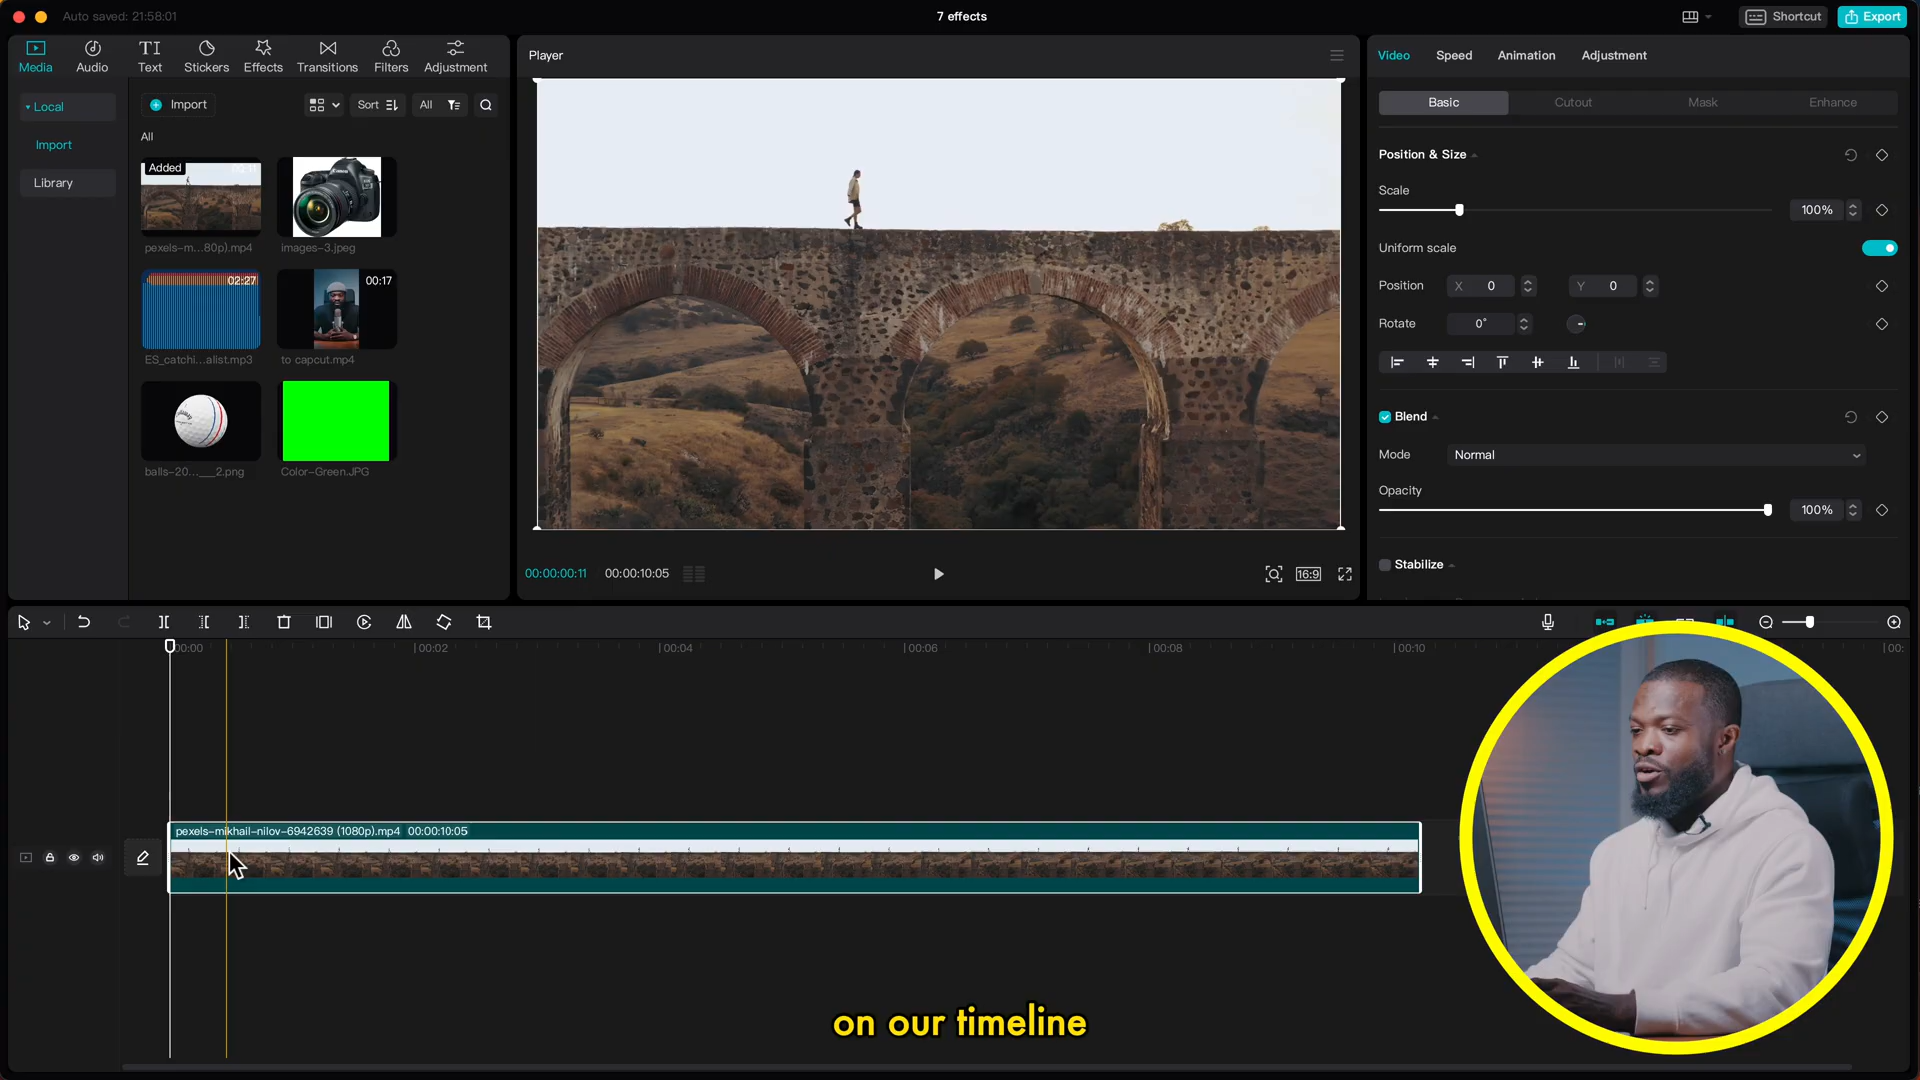 Auto saved: 21:58:01
7 effects
Shortcut
Export
Media
Audio
TI
Text
Stickers
Effects
Transitions
Filters
Adjustment
Local
Import
Library
Import
Sort
All
All
Added
pexels-m...80p).mp4
images-3.jpeg
02:27
ES_catchi...alist.mp3
00:17
to capcut.mp4
balls-20...___2.png
Color-Green.JPG
Player
00:00:00:11
00:00:10:05
16:9
Video
Speed
Animation
Adjustment
Basic
Cutout
Mask
Enhance
Position & Size
Scale
100%
Uniform scale
Position
X 0
Y 0
Rotate
0°
Blend
Mode
Normal
Opacity
100%
Stabilize
00:00
00:02
00:04
00:06
00:08
00:10
00:
pexels-mikhail-nilov-6942639 (1080p).mp4 00:00:10:05
on our timeline